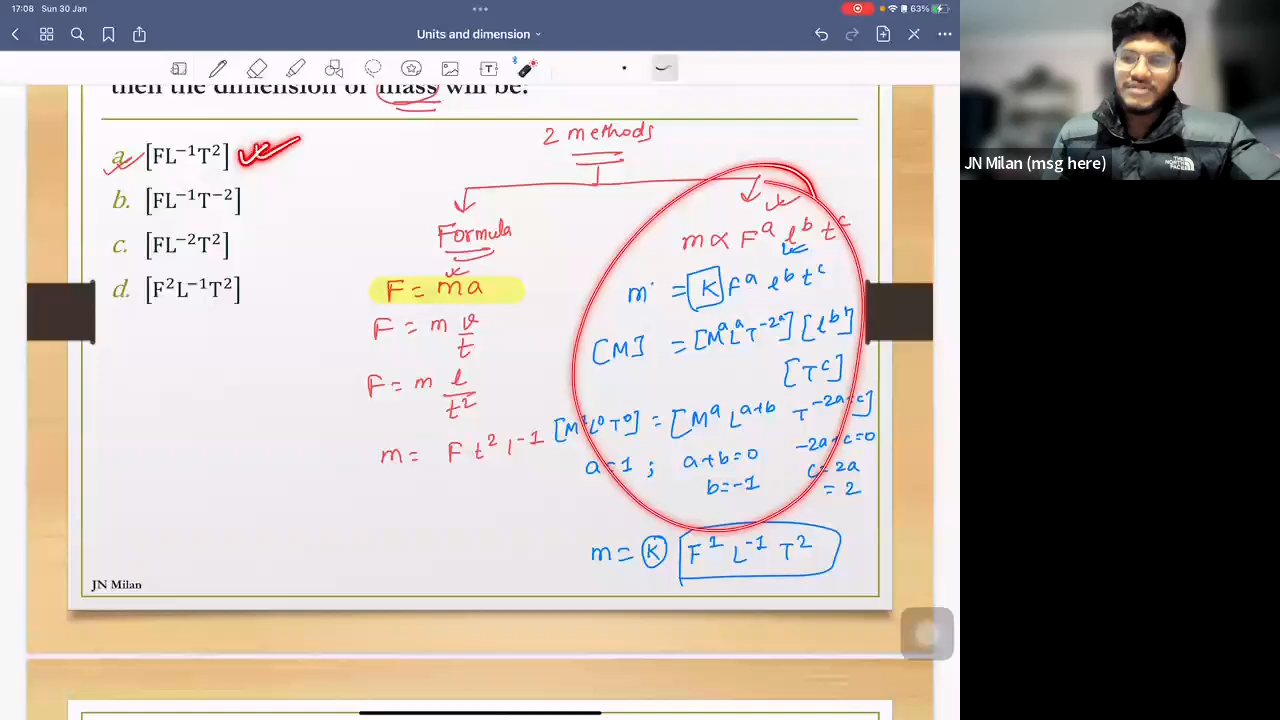 17:08 Sun 30 Jan
63%
Units and dimension
then the dimension of mass will be:
a. [FL⁻¹T²]
b. [FL⁻¹T⁻²]
c. [FL⁻²T²]
d. [F²L⁻¹T²]
2 methods
Formula
F = ma
F = m v/t
F = m l/t²
m = F t² l⁻¹
m ∝ Fᵃ lᵇ tᶜ
m = K Fᵃ lᵇ tᶜ
[M] = [MᵃLᵃT⁻²ᵃ] [lᵇ]
[Tᶜ]
[M¹L⁰T⁰] = [Mᵃ Lᵃ⁺ᵇ T⁻²ᵃ⁺ᶜ]
a=1 ; a+b=0 -2a+c=0
b=-1 c=2a
= 2
m = K F¹ L⁻¹ T²
JN Milan
JN Milan (msg here)
THE NORTH FACE